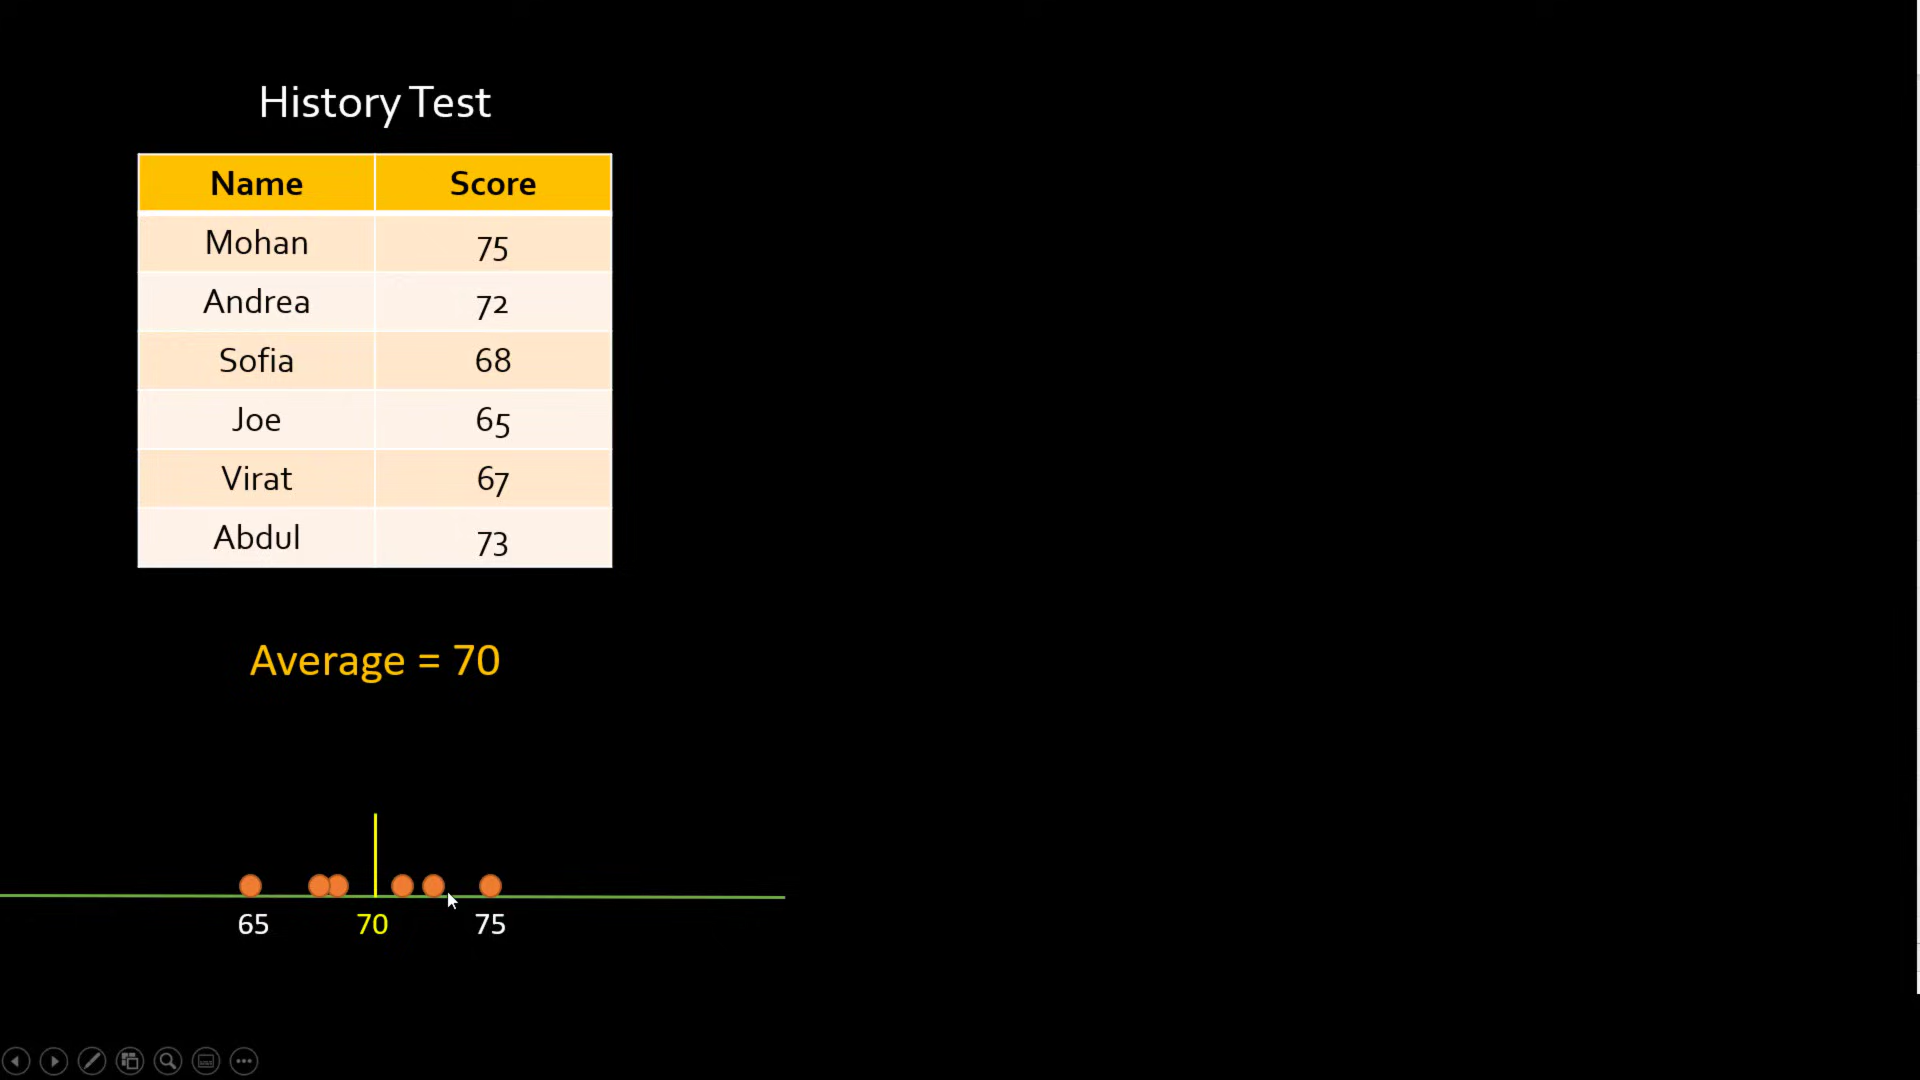 History Test
Name Score
Mohan 75
Andrea 72
Sofia 68
Joe 65
Virat 67
Abdul 73
Average = 70
65 70 75